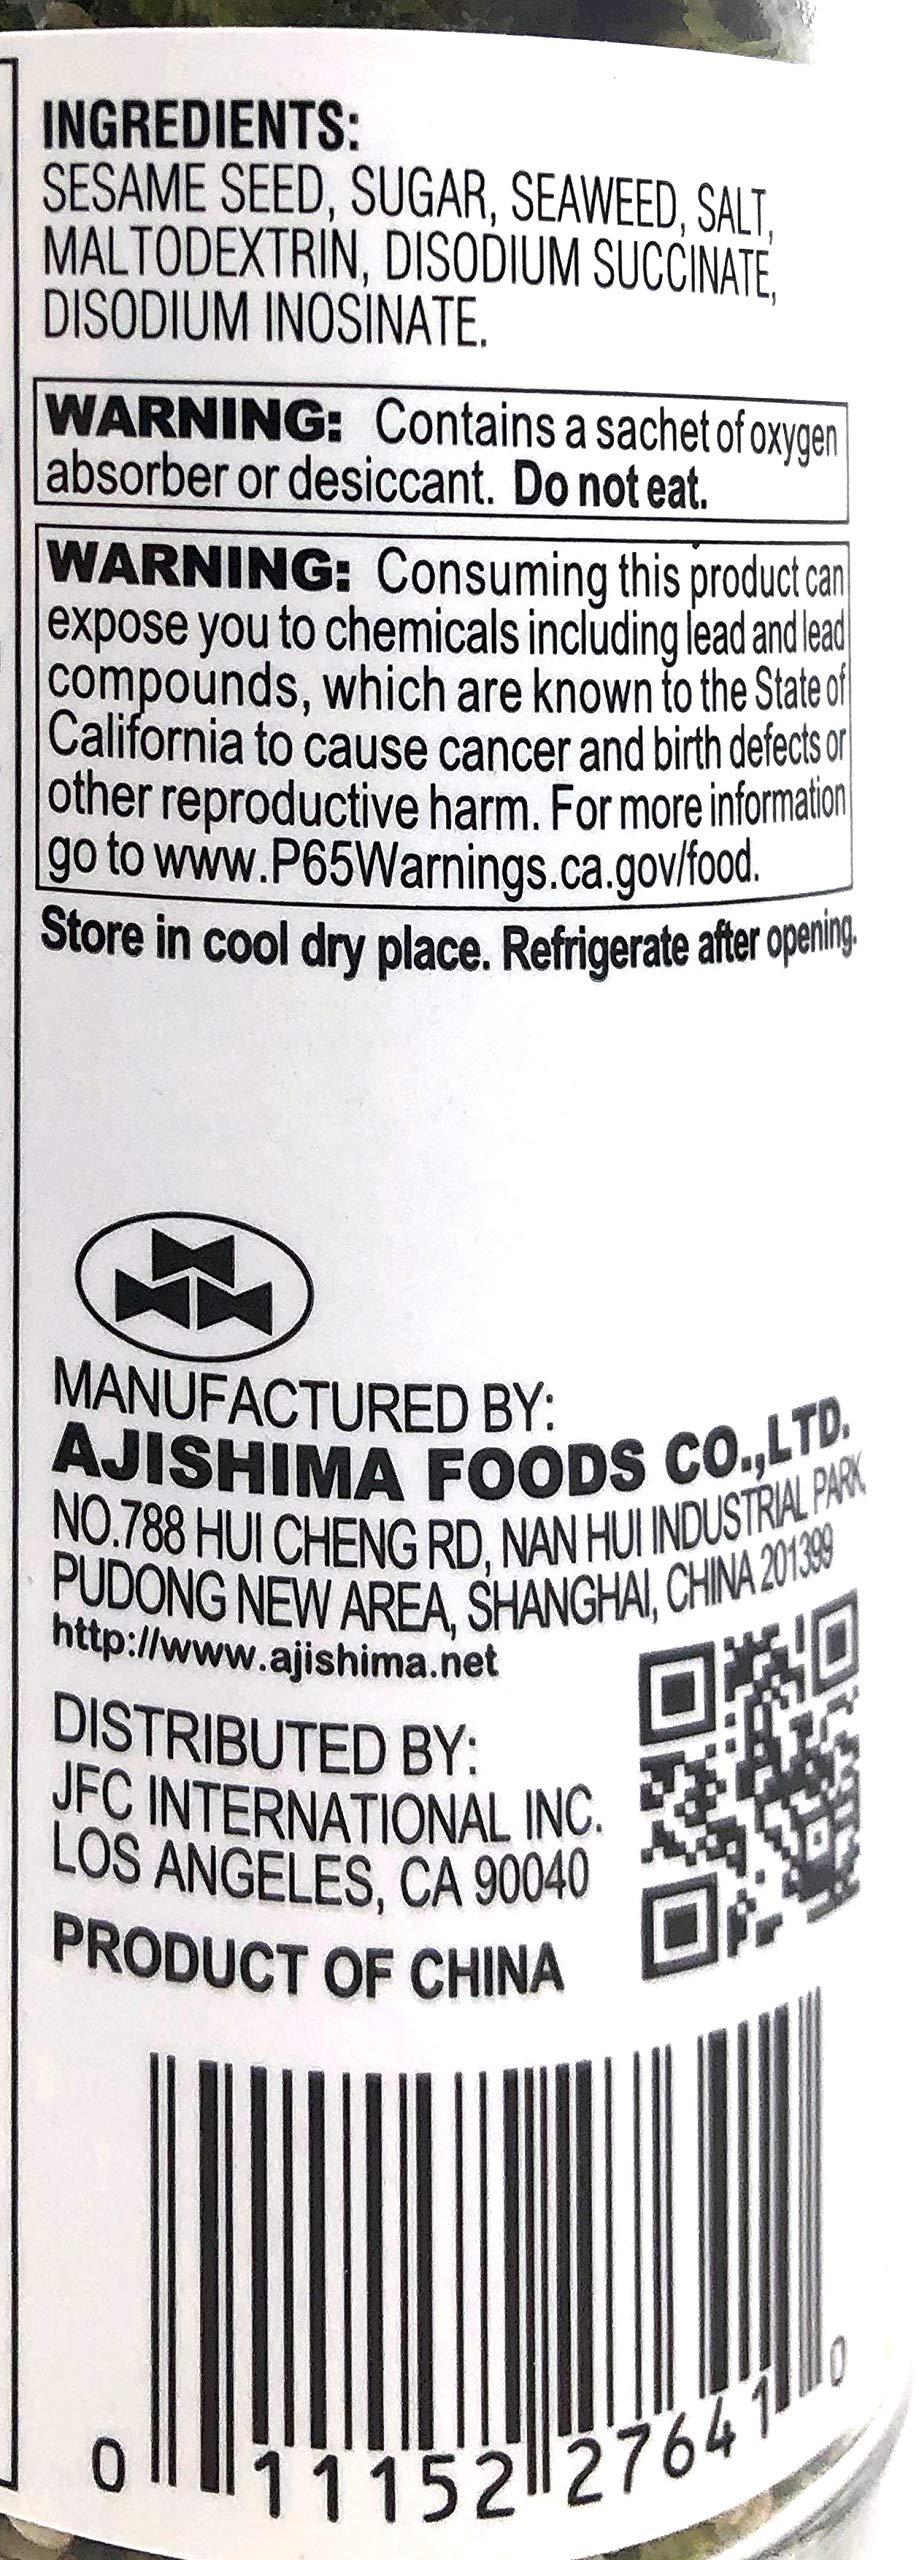 INGREDIENTS:
SESAME SEED, SUGAR, SEAWEED, SALT,
MALTODEXTRIN, DISODIUM SUCCINATE,
DISODIUM INOSINATE.
WARNING: Contains a sachet of oxygen
absorber or desiccant. Do not eat.
WARNING: Consuming this product can
expose you to chemicals including lead and lead
compounds, which are known to the State of
California to cause cancer and birth defects or
other reproductive harm. For more information
go to www.P65Warnings.ca.gov/food.
Store in cool dry place. Refrigerate after opening.
MANUFACTURED BY:
AJISHIMA FOODS CO.,LTD.
NO.788 HUI CHENG RD, NAN HUI INDUSTRIAL PARK
PUDONG NEW AREA, SHANGHAI, CHINA 201399
http://www.ajishima.net
DISTRIBUTED BY:
JFC INTERNATIONAL INC.
LOS ANGELES, CA 90040
PRODUCT OF CHINA
0 11152 27641 0